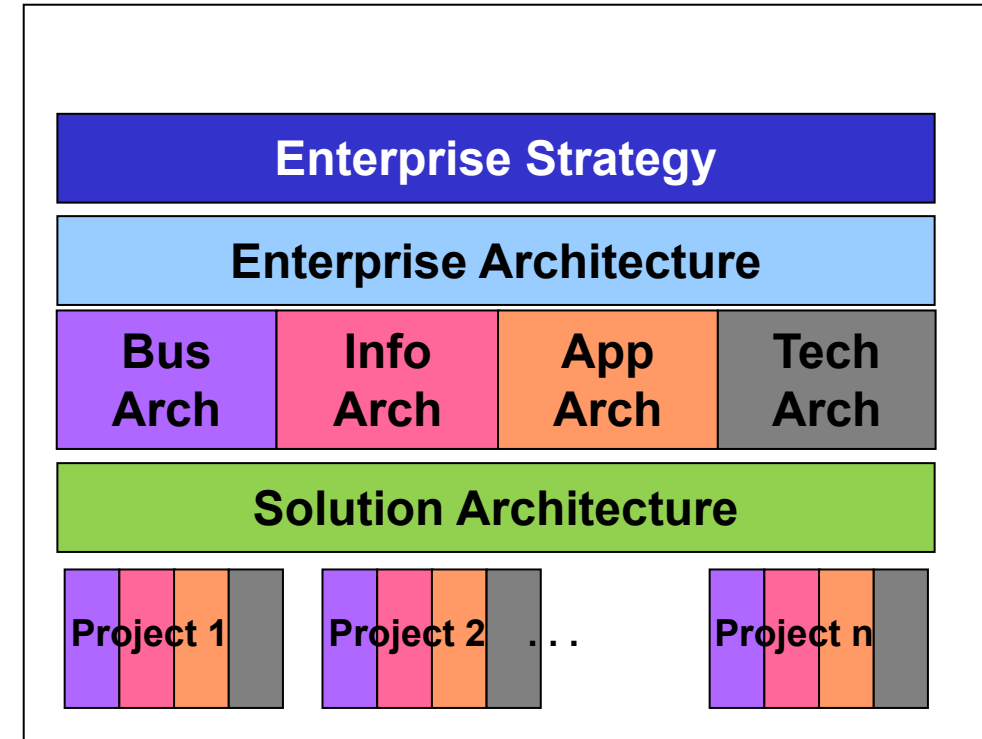 Enterprise Strategy
Enterprise Architecture
Bus Arch
Info Arch
App Arch
Tech Arch
Solution Architecture
Project 1
Project 2
. . .
Project n